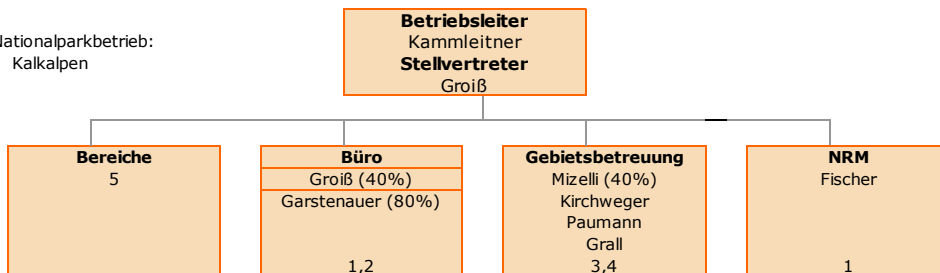 Nationalparkbetrieb:
Kalkalpen
Betriebsleiter
Kammleitner
Stellvertreter
Groiß
Bereiche
5
Büro
Groiß (40%)
Garstenauer (80%)
1,2
Gebietsbetreuung
Mizelli (40%)
Kirchweger
Paumann
Grall
3,4
NRM
Fischer
1